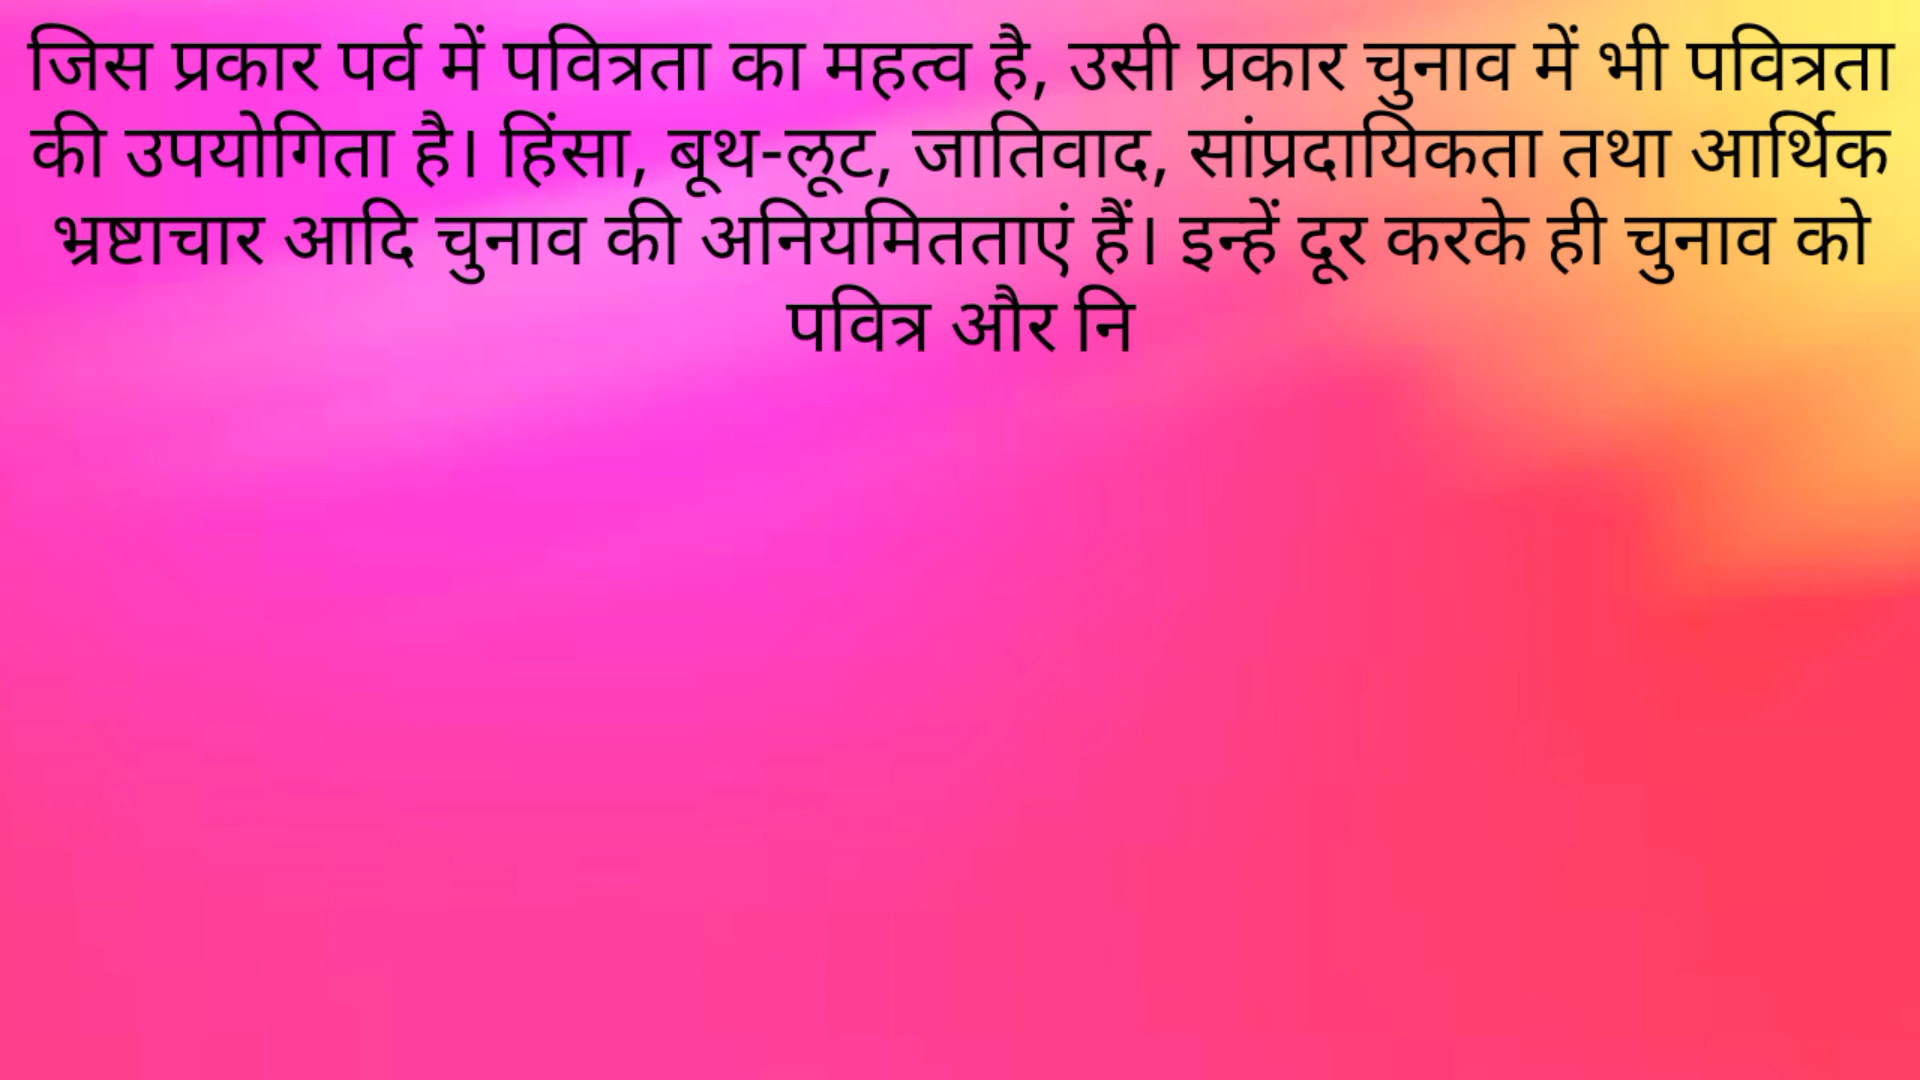 जिस प्रकार पर्व में पवित्रता का महत्व है, उसी प्रकार चुनाव में भी पवित्रता
की उपयोगिता है। हिंसा, बूथ-लूट, जातिवाद, सांप्रदायिकता तथा आर्थिक
भ्रष्टाचार आदि चुनाव की अनियमितताएं हैं। इन्हें दूर करके ही चुनाव को
पवित्र और नि